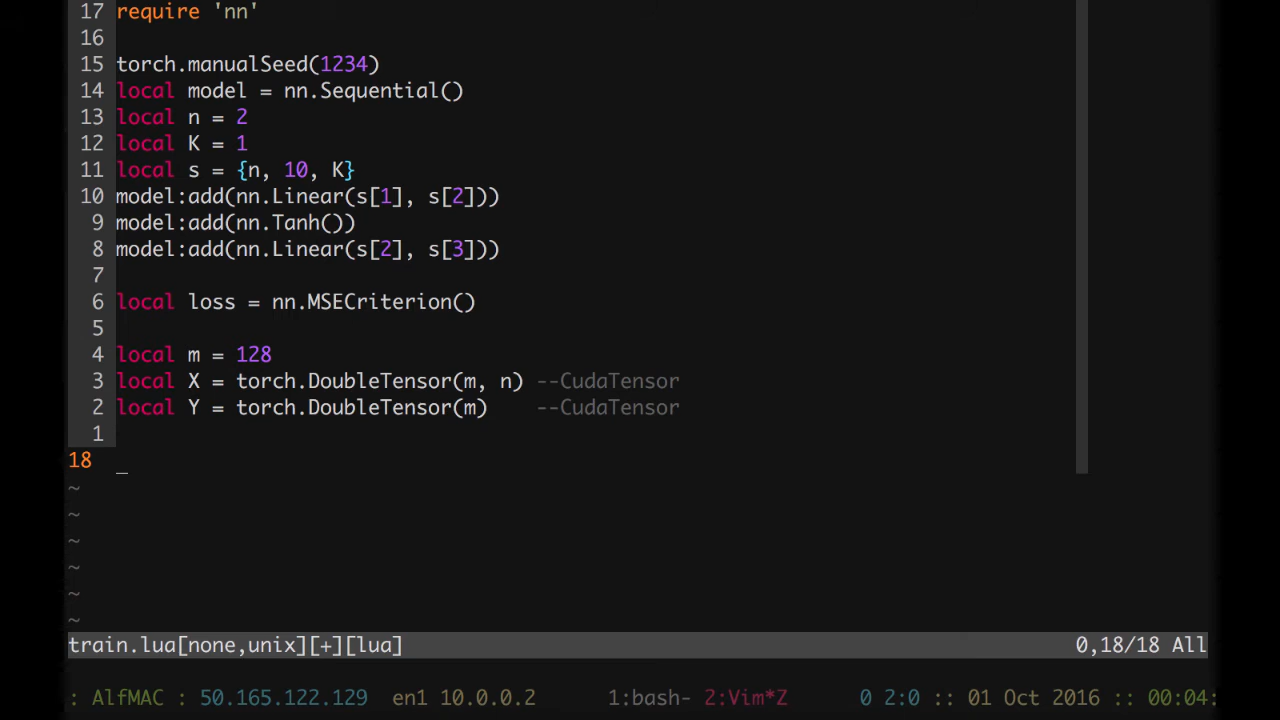 17 require 'nn'
16
15 torch.manualSeed(1234)
14 local model = nn.Sequential()
13 local n = 2
12 local K = 1
11 local s = {n, 10, K}
10 model:add(nn.Linear(s[1], s[2]))
9 model:add(nn.Tanh())
8 model:add(nn.Linear(s[2], s[3]))
7
6 local loss = nn.MSECriterion()
5
4 local m = 128
3 local X = torch.DoubleTensor(m, n) --CudaTensor
2 local Y = torch.DoubleTensor(m)    --CudaTensor
1
18 _
~
~
~
~
~
~
train.lua[none,unix][+][lua] 0,18/18 All
: AlfMAC : 50.165.122.129 en1 10.0.0.2 1:bash- 2:Vim*Z 0 2:0 :: 01 Oct 2016 :: 00:04: